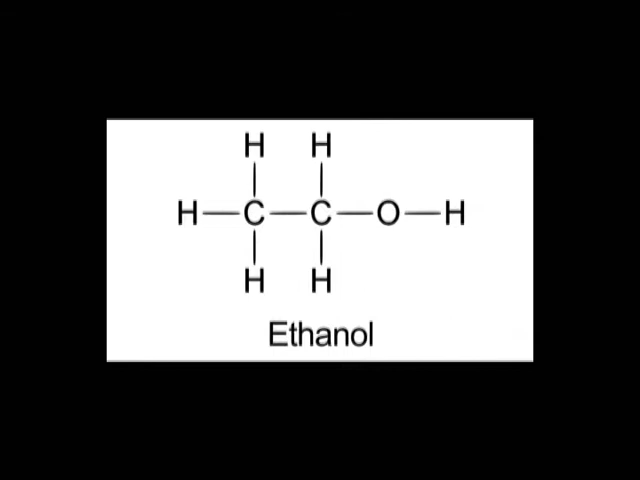 H H
H—C—C—O—H
H H
Ethanol